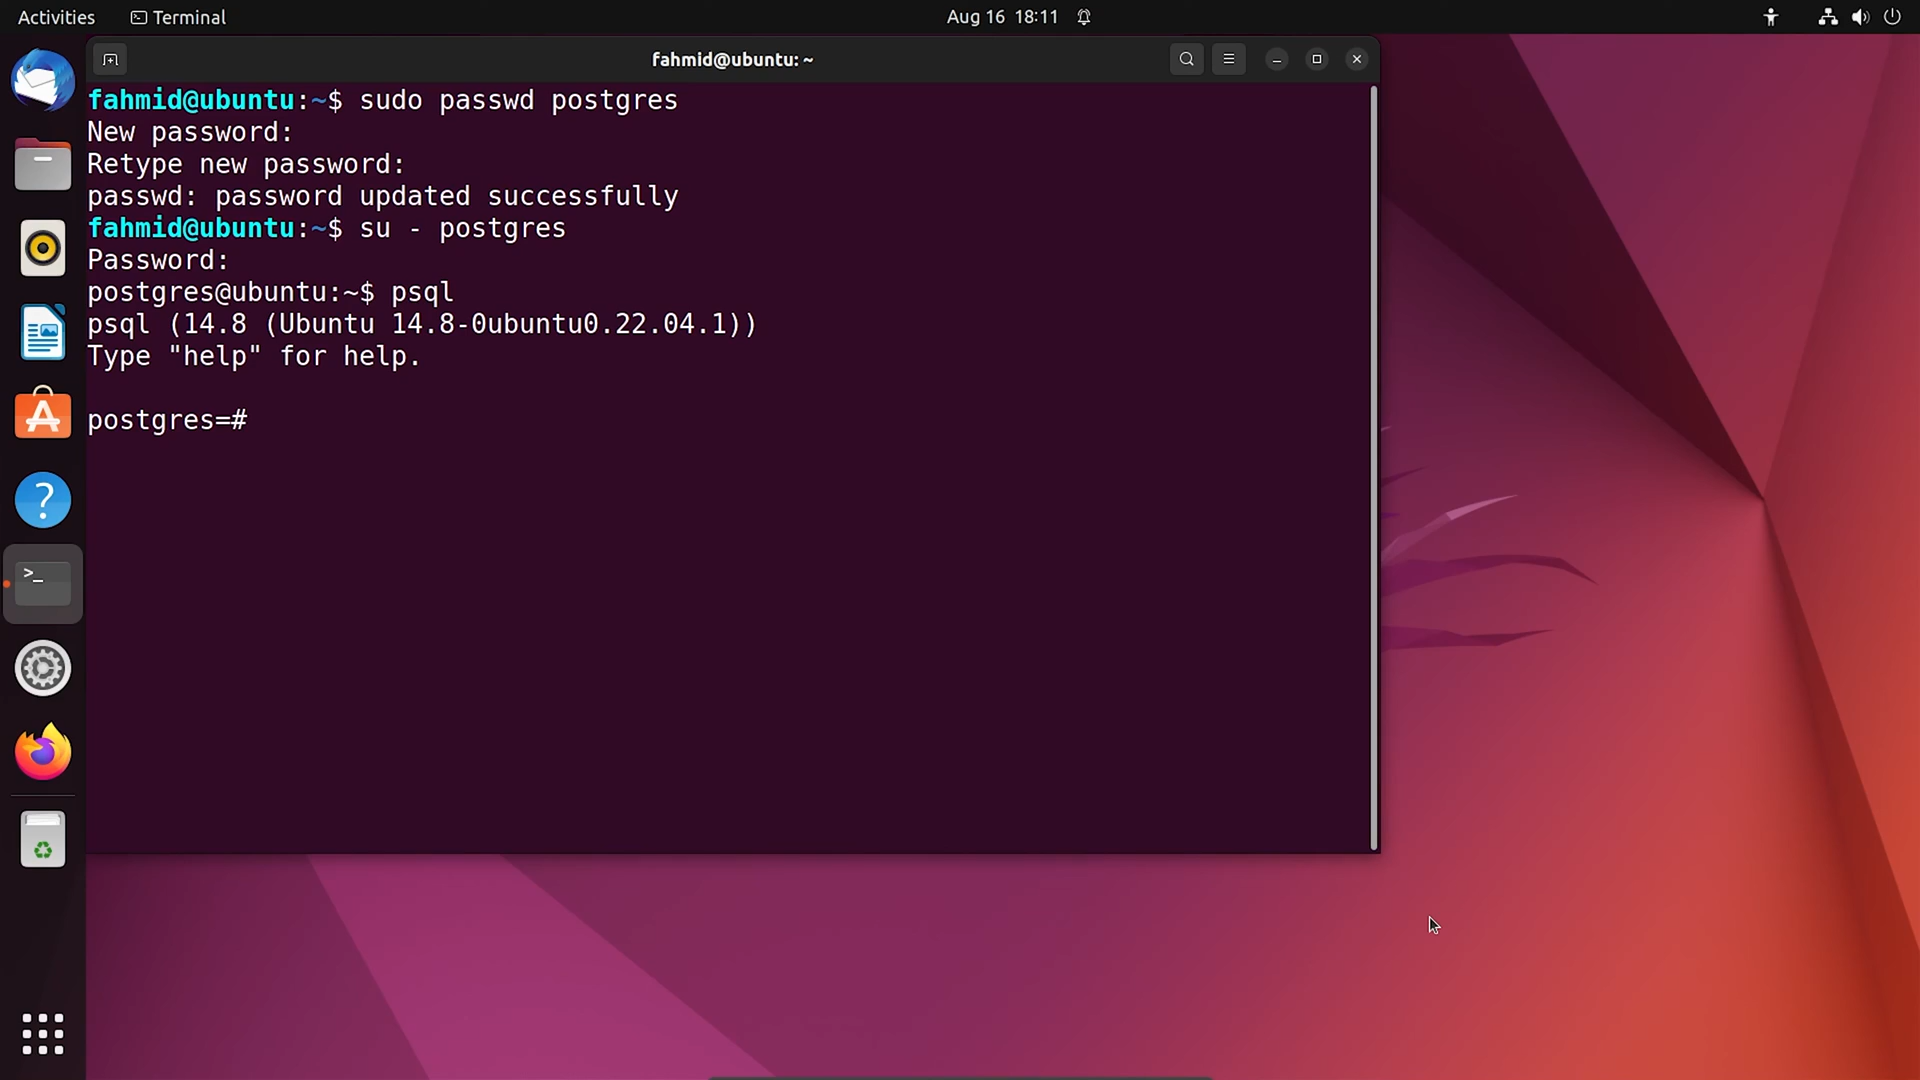 Activities
Terminal
Aug 16 18:11
fahmid@ubuntu: ~
fahmid@ubuntu:~$ sudo passwd postgres
New password:
Retype new password:
passwd: password updated successfully
fahmid@ubuntu:~$ su - postgres
Password:
postgres@ubuntu:~$ psql
psql (14.8 (Ubuntu 14.8-0ubuntu0.22.04.1))
Type "help" for help.
postgres=#